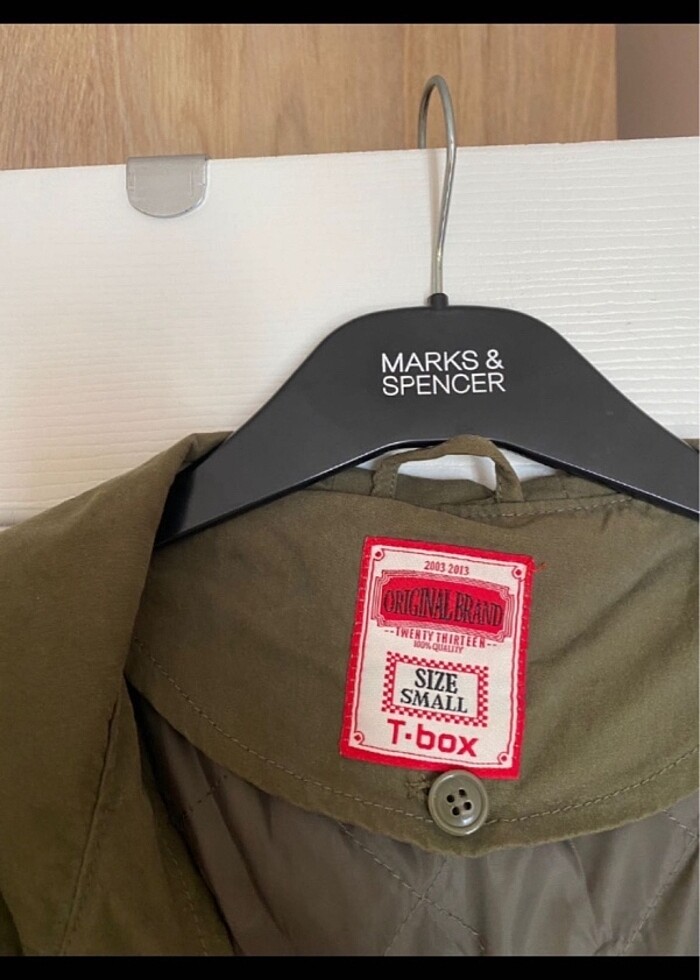 MARKS &
SPENCER
2003 2013
ORIGINAL BRAND
--TWENTY THIRTEEN--
100% QUALITY
SIZE
SMALL
T·box